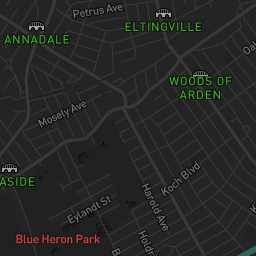 Petrus Ave
ELTINGVILLE
ANNADALE
WOODS OF
ARDEN
Mosely Ave
ASIDE
Koch Blvd
Harold Ave
Eylandt St
Blue Heron Park